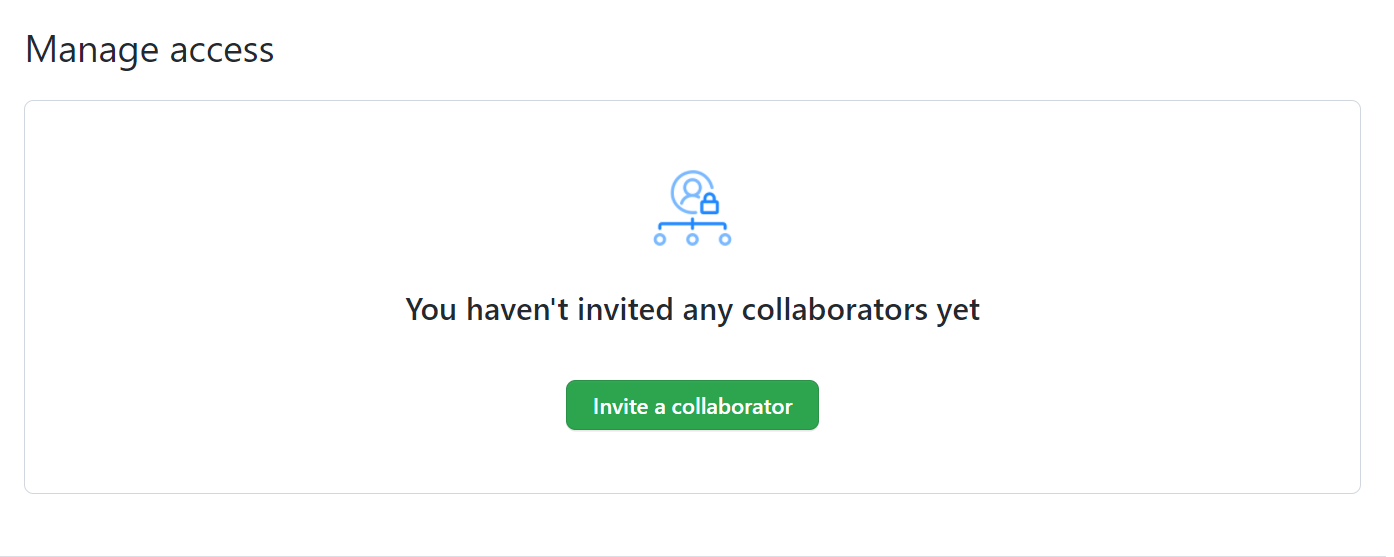 Manage access
You haven't invited any collaborators yet
Invite a collaborator